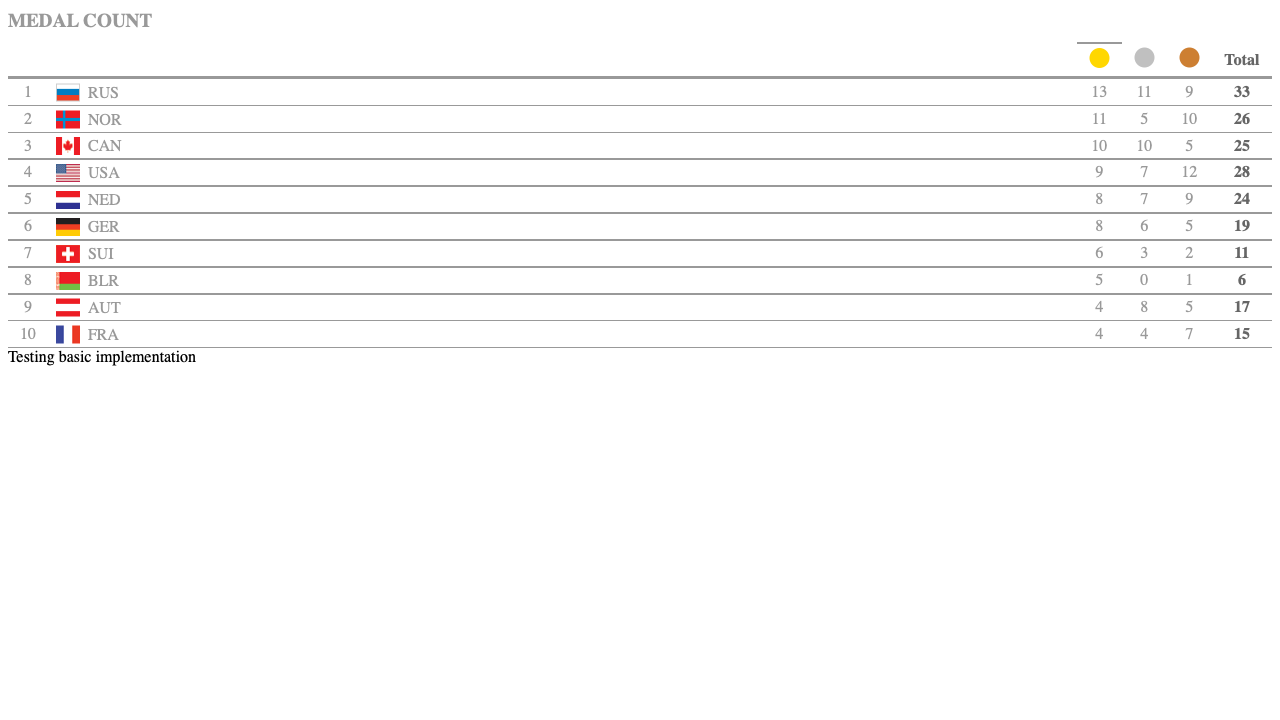 MEDAL COUNT
Total
1 RUS 13 11 9 33
2 NOR 11 5 10 26
3 CAN 10 10 5 25
4 USA 9 7 12 28
5 NED 8 7 9 24
6 GER 8 6 5 19
7 SUI 6 3 2 11
8 BLR 5 0 1 6
9 AUT 4 8 5 17
10 FRA 4 4 7 15
Testing basic implementation